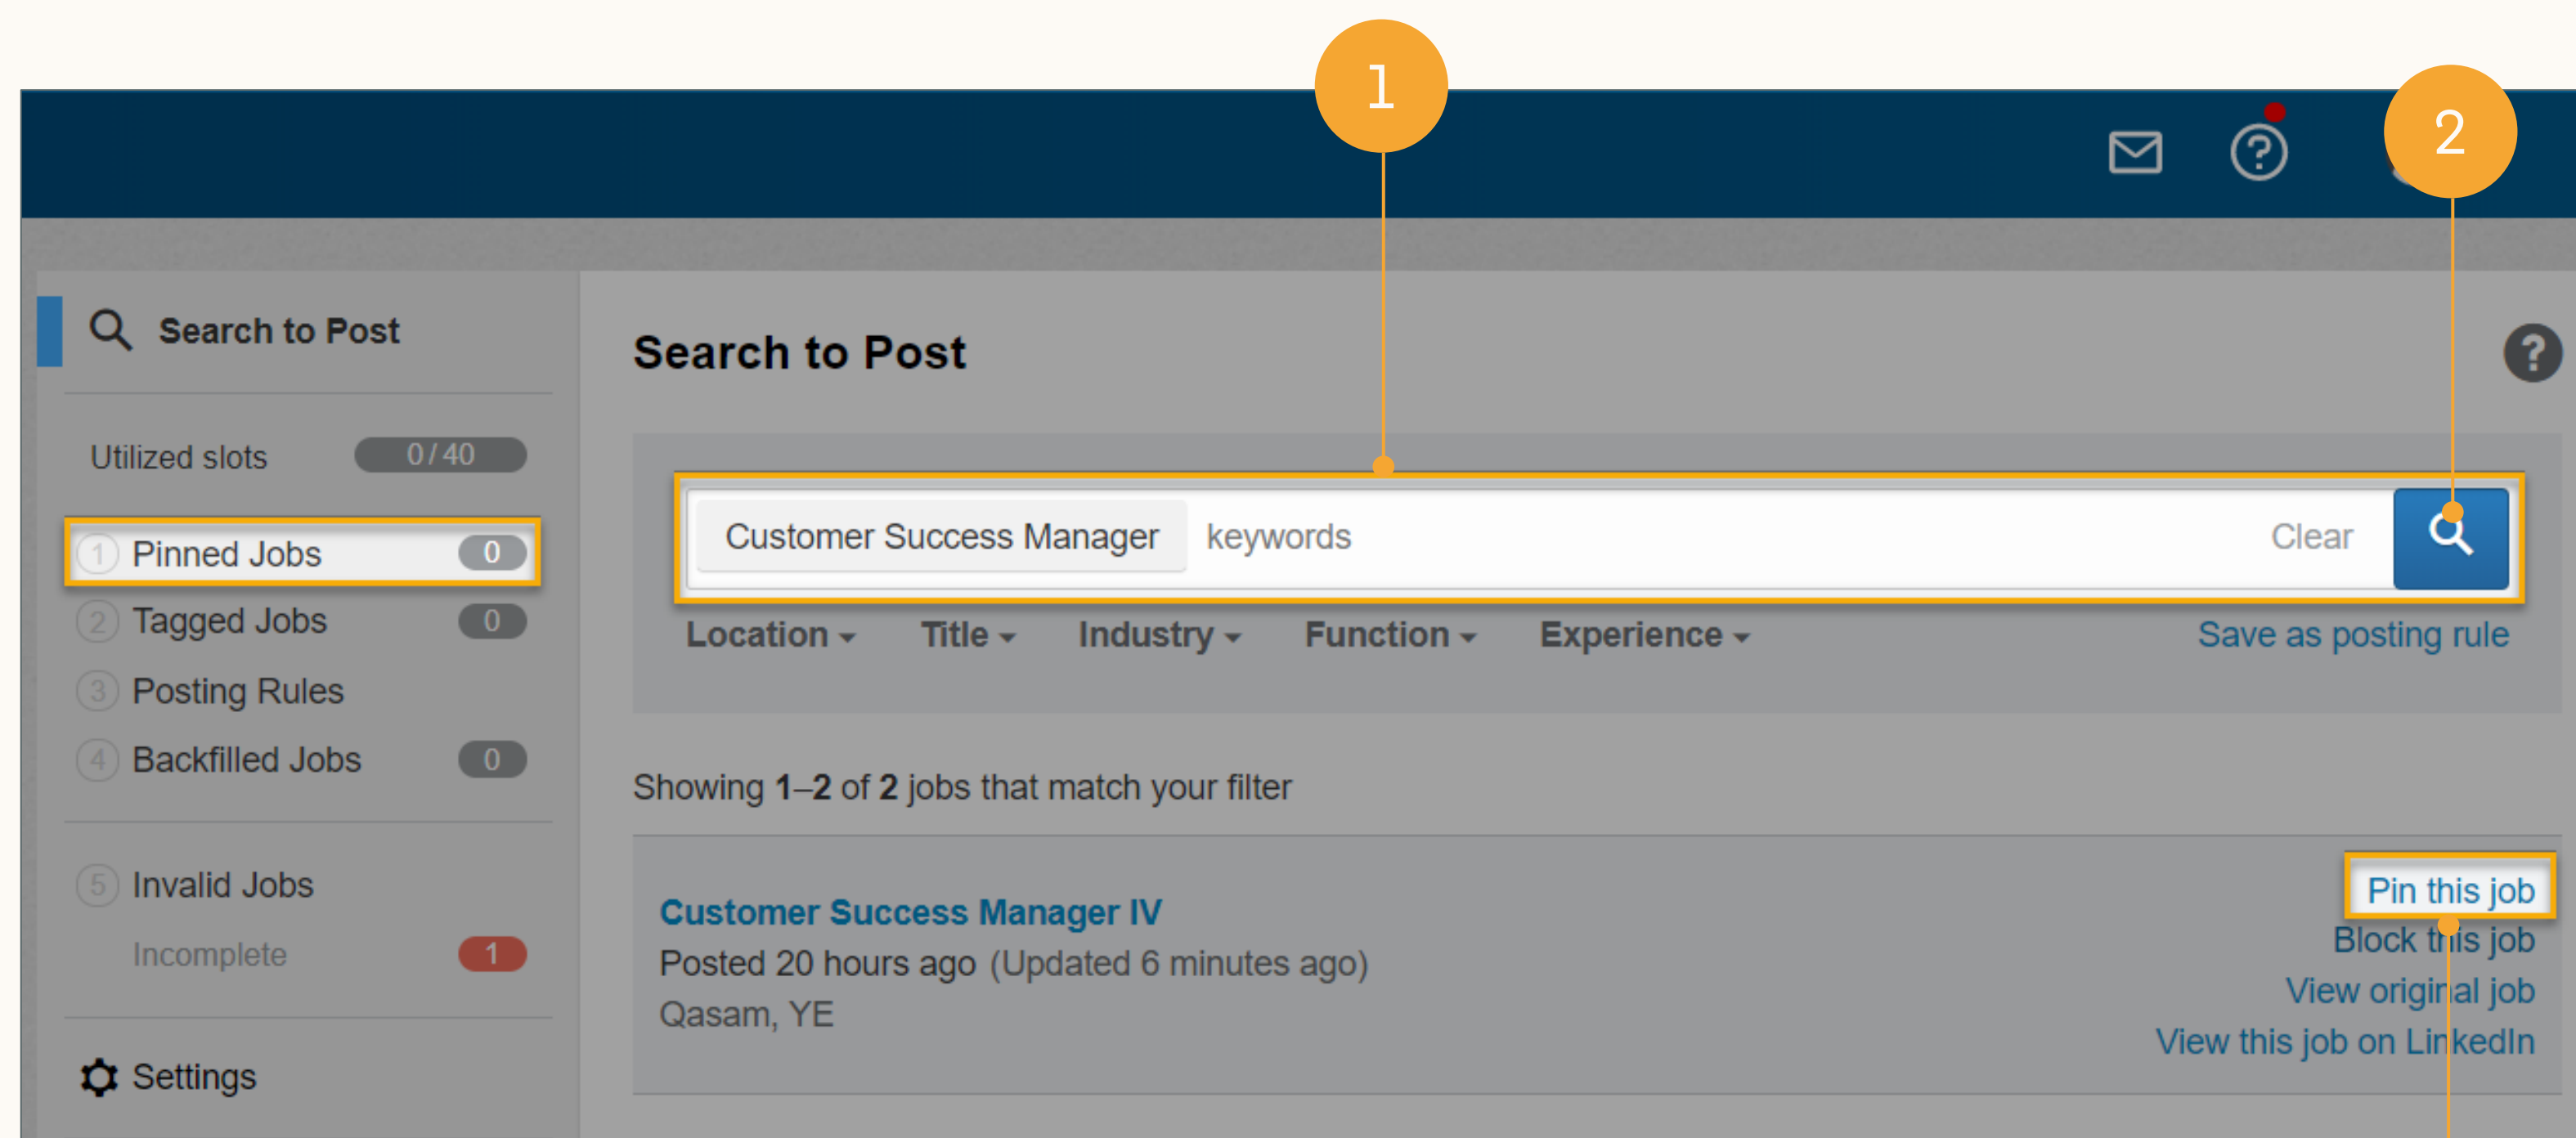 1
2
Search to Post
Utilized slots 0/40
1 Pinned Jobs 0
2 Tagged Jobs 0
3 Posting Rules
4 Backfilled Jobs 0
5 Invalid Jobs
Incomplete 1
Settings
Search to Post
Customer Success Manager keywords Clear
Location Title Industry Function Experience Save as posting rule
Showing 1–2 of 2 jobs that match your filter
Customer Success Manager IV
Posted 20 hours ago (Updated 6 minutes ago)
Qasam, YE
Pin this job
Block this job
View original job
View this job on LinkedIn